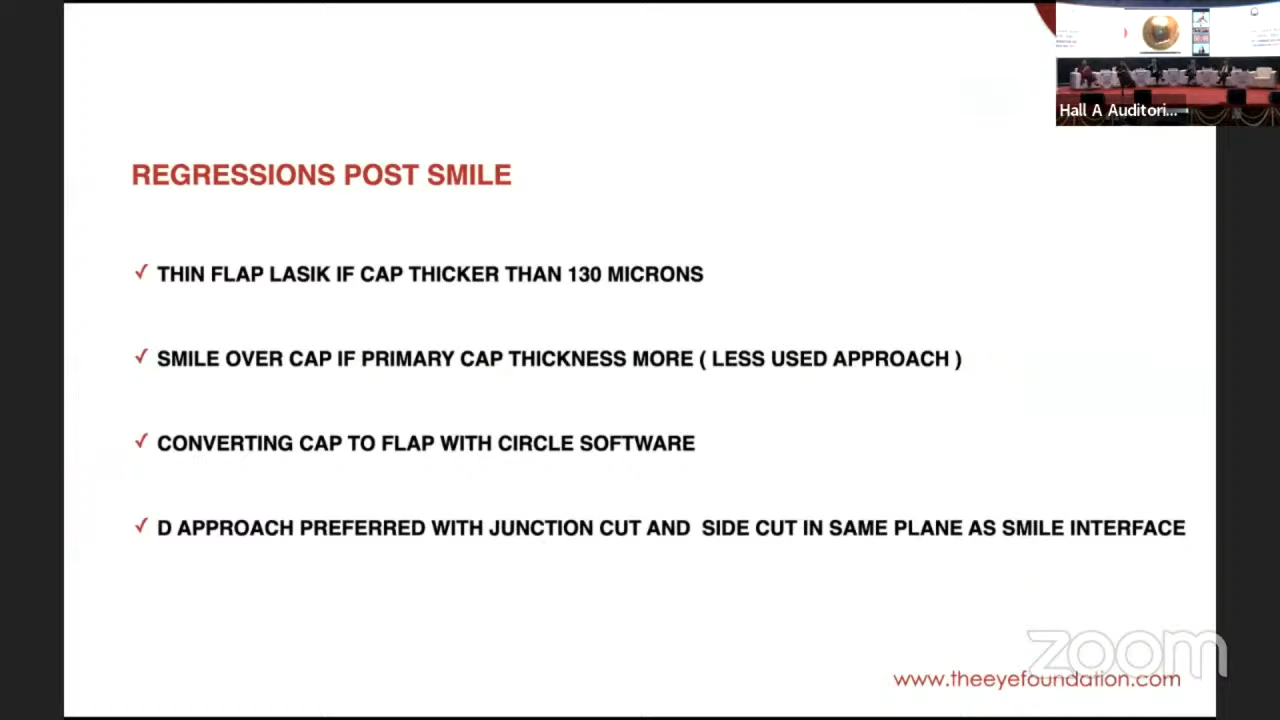 Hall A Auditori...
REGRESSIONS POST SMILE
✓ THIN FLAP LASIK IF CAP THICKER THAN 130 MICRONS
✓ SMILE OVER CAP IF PRIMARY CAP THICKNESS MORE ( LESS USED APPROACH )
✓ CONVERTING CAP TO FLAP WITH CIRCLE SOFTWARE
✓ D APPROACH PREFERRED WITH JUNCTION CUT AND SIDE CUT IN SAME PLANE AS SMILE INTERFACE
zoom
www.theeyefoundation.com